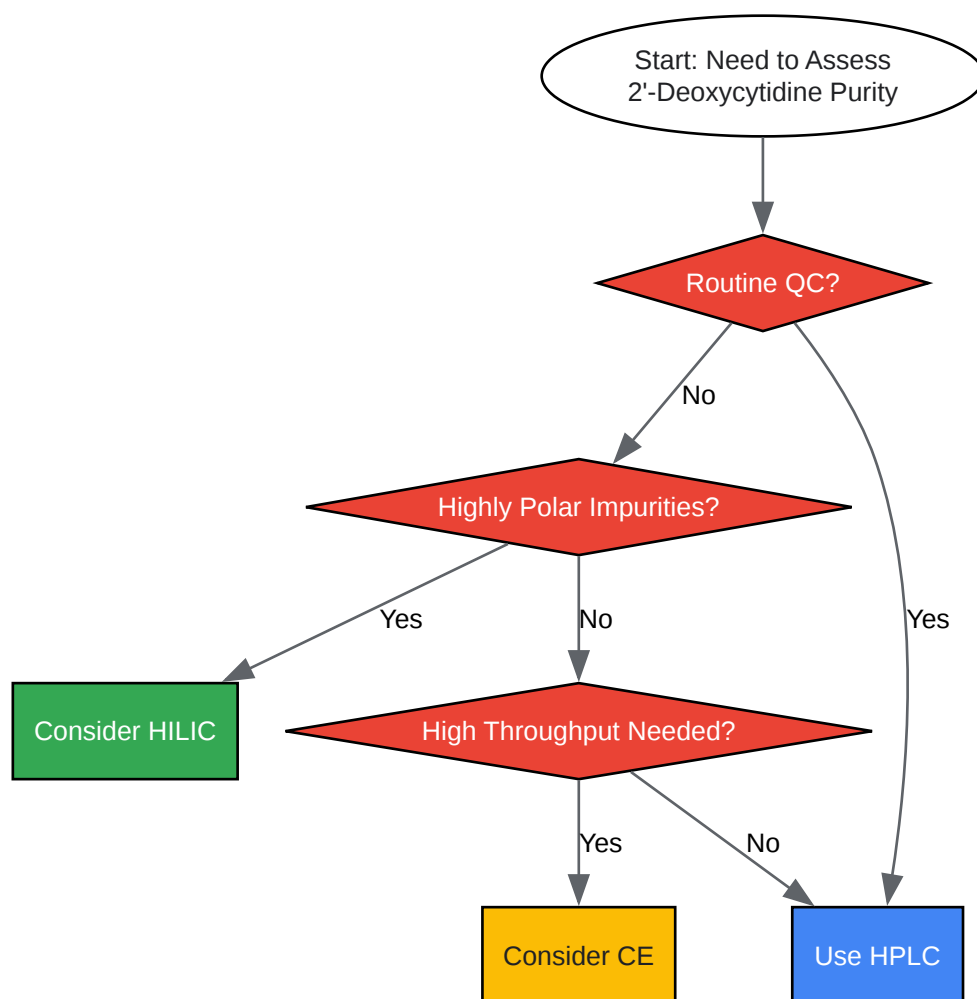 Start: Need to Assess
2'-Deoxycytidine Purity
Routine QC?
No
Highly Polar Impurities?
Yes
No
Yes
Consider HILIC
High Throughput Needed?
Yes
No
Consider CE
Use HPLC